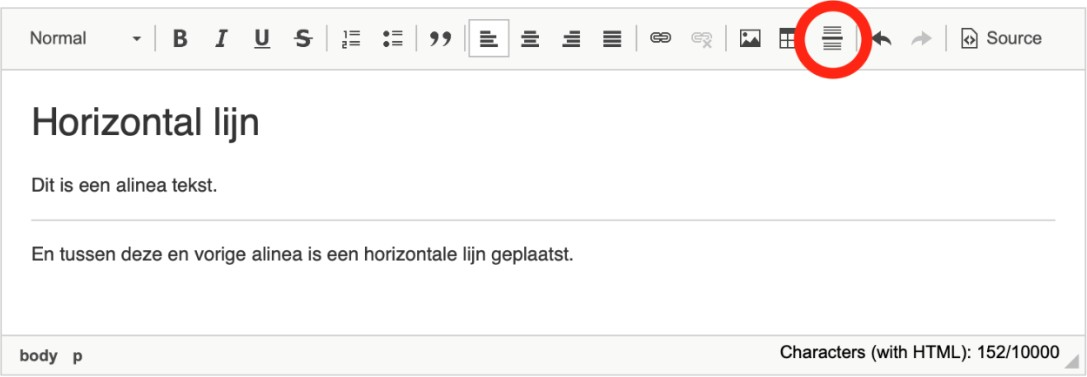 Normal B I U S Source
Horizontal lijn
Dit is een alinea tekst.
En tussen deze en vorige alinea is een horizontale lijn geplaatst.
body p Characters (with HTML): 152/10000